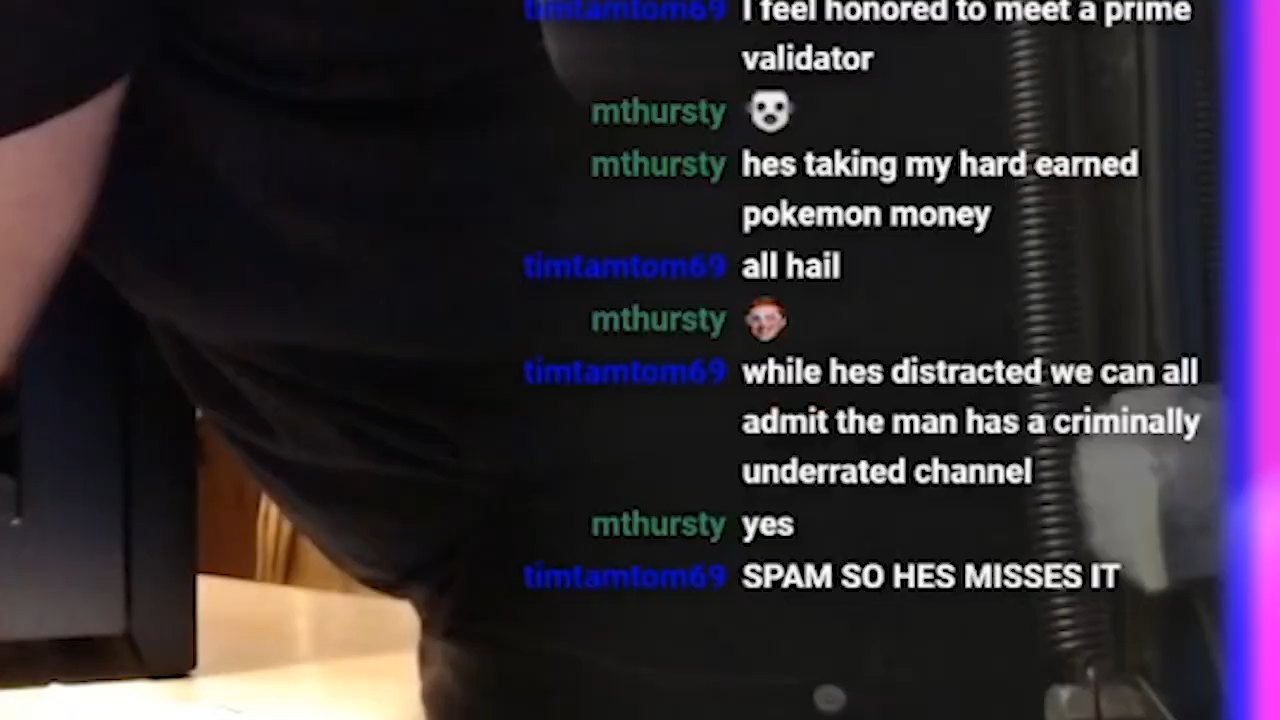 timtamtom69 I feel honored to meet a prime
validator
mthursty
mthursty hes taking my hard earned
pokemon money
timtamtom69 all hail
mthursty
timtamtom69 while hes distracted we can all
admit the man has a criminally
underrated channel
mthursty yes
timtamtom69 SPAM SO HES MISSES IT